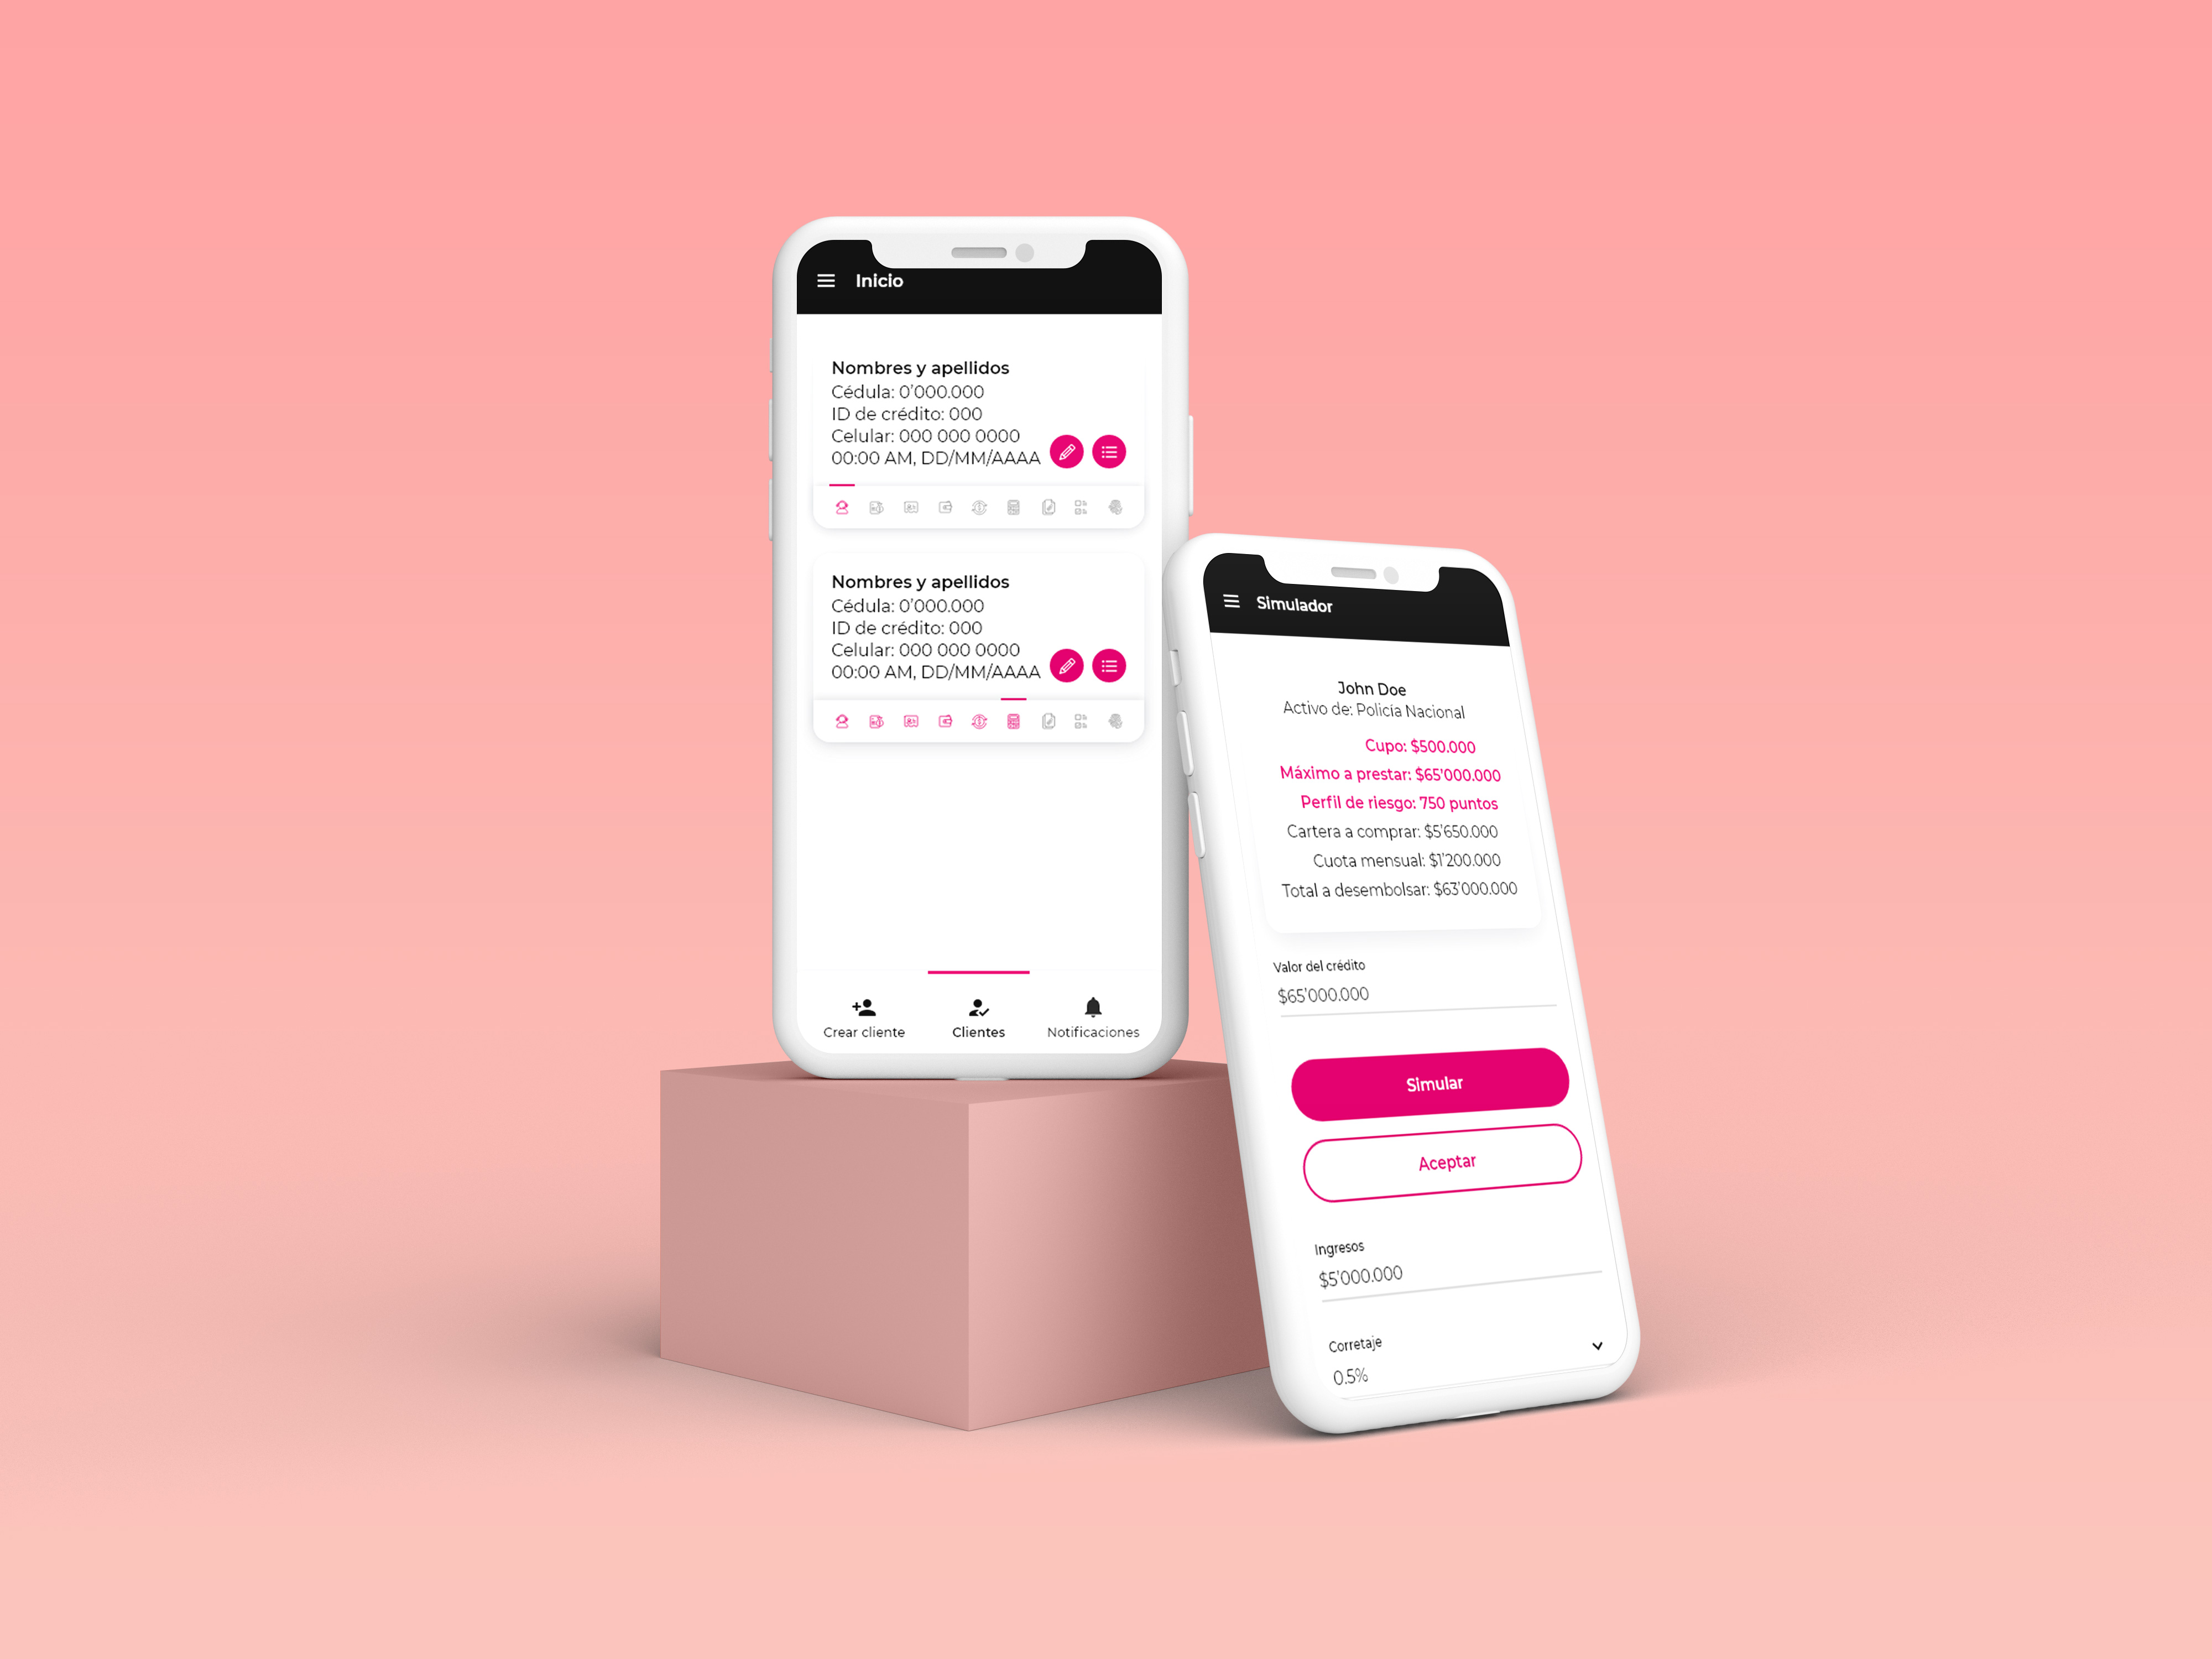 Inicio
Nombres y apellidos
Cédula: 0'000.000
ID de crédito: 000
Celular: 000 000 0000
00:00 AM, DD/MM/AAAA
Nombres y apellidos
Cédula: 0'000.000
ID de crédito: 000
Celular: 000 000 0000
00:00 AM, DD/MM/AAAA
Crear cliente
Clientes
Notificaciones
Simulador
John Doe
Activo de: Policía Nacional
Cupo: $500.000
Máximo a prestar: $65'000.000
Perfil de riesgo: 750 puntos
Cartera a comprar: $5'650.000
Cuota mensual: $1'200.000
Total a desembolsar: $63'000.000
Valor del crédito
$65'000.000
Simular
Aceptar
Ingresos
$5'000.000
Corretaje
0.5%